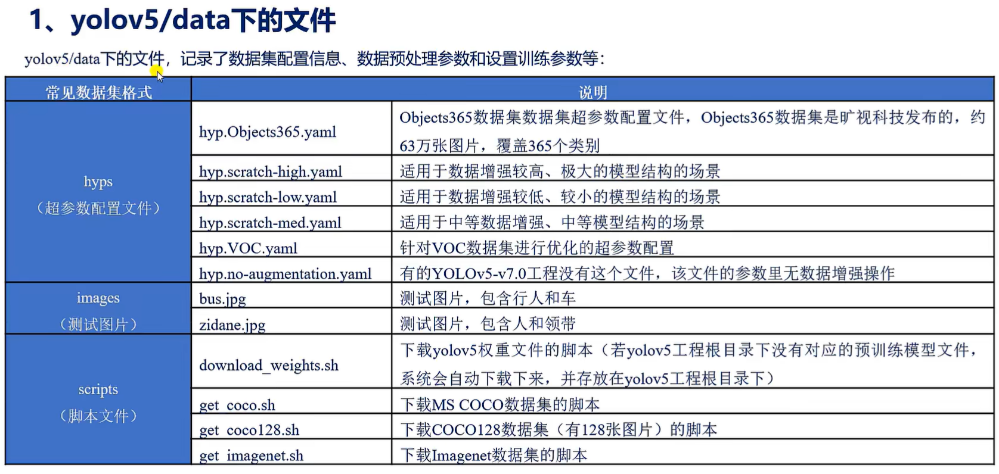 1、yolov5/data下的文件
yolov5/data下的文件，记录了数据集配置信息、数据预处理参数和设置训练参数等：
常见数据集格式 说明
hyps
（超参数配置文件）
hyp.Objects365.yaml
Objects365数据集数据集超参数配置文件，Objects365数据集是旷视科技发布的，约
63万张图片，覆盖365个类别
hyp.scratch-high.yaml 适用于数据增强较高、极大的模型结构的场景
hyp.scratch-low.yaml 适用于数据增强较低、较小的模型结构的场景
hyp.scratch-med.yaml 适用于中等数据增强、中等模型结构的场景
hyp.VOC.yaml 针对VOC数据集进行优化的超参数配置
hyp.no-augmentation.yaml 有的YOLOv5-v7.0工程没有这个文件，该文件的参数里无数据增强操作
images
（测试图片）
bus.jpg 测试图片，包含行人和车
zidane.jpg 测试图片，包含人和领带
scripts
（脚本文件）
download_weights.sh
下载yolov5权重文件的脚本（若yolov5工程根目录下没有对应的预训练模型文件，
系统会自动下载下来，并存放在yolov5工程根目录下）
get_coco.sh 下载MS COCO数据集的脚本
get_coco128.sh 下载COCO128数据集（有128张图片）的脚本
get_imagenet.sh 下载Imagenet数据集的脚本